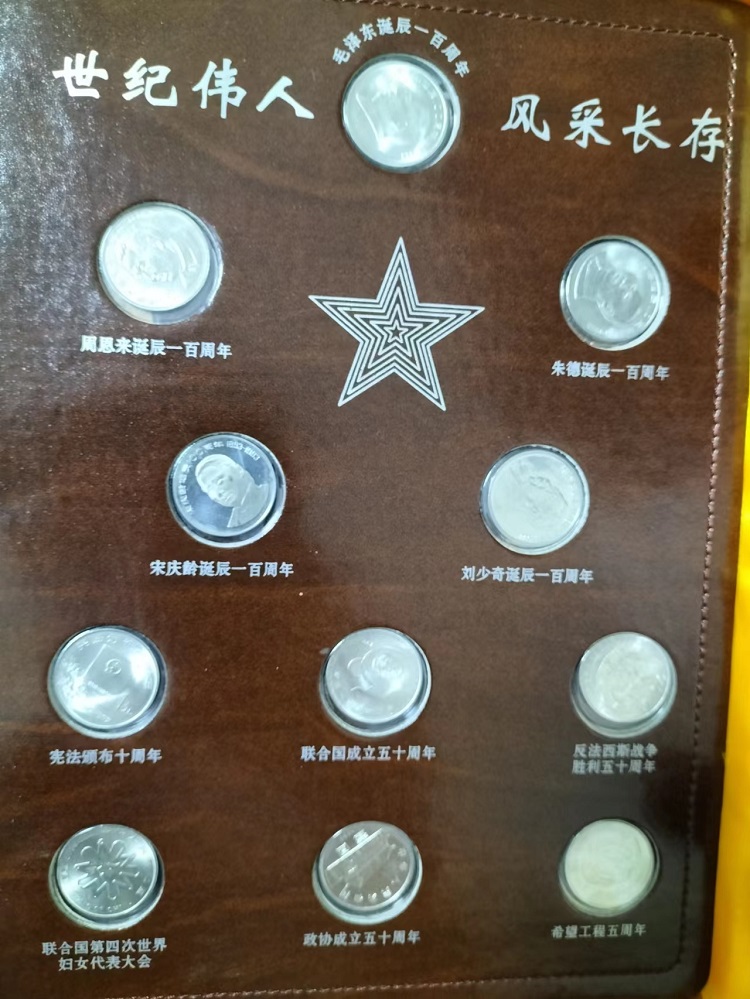 毛泽东诞辰一百周年
世纪伟人
风采长存
周恩来诞辰一百周年
朱德诞辰一百周年
宋庆龄诞辰一百周年
刘少奇诞辰一百周年
宪法颁布十周年
联合国成立五十周年
反法西斯战争
胜利五十周年
联合国第四次世界
妇女代表大会
政协成立五十周年
希望工程五周年